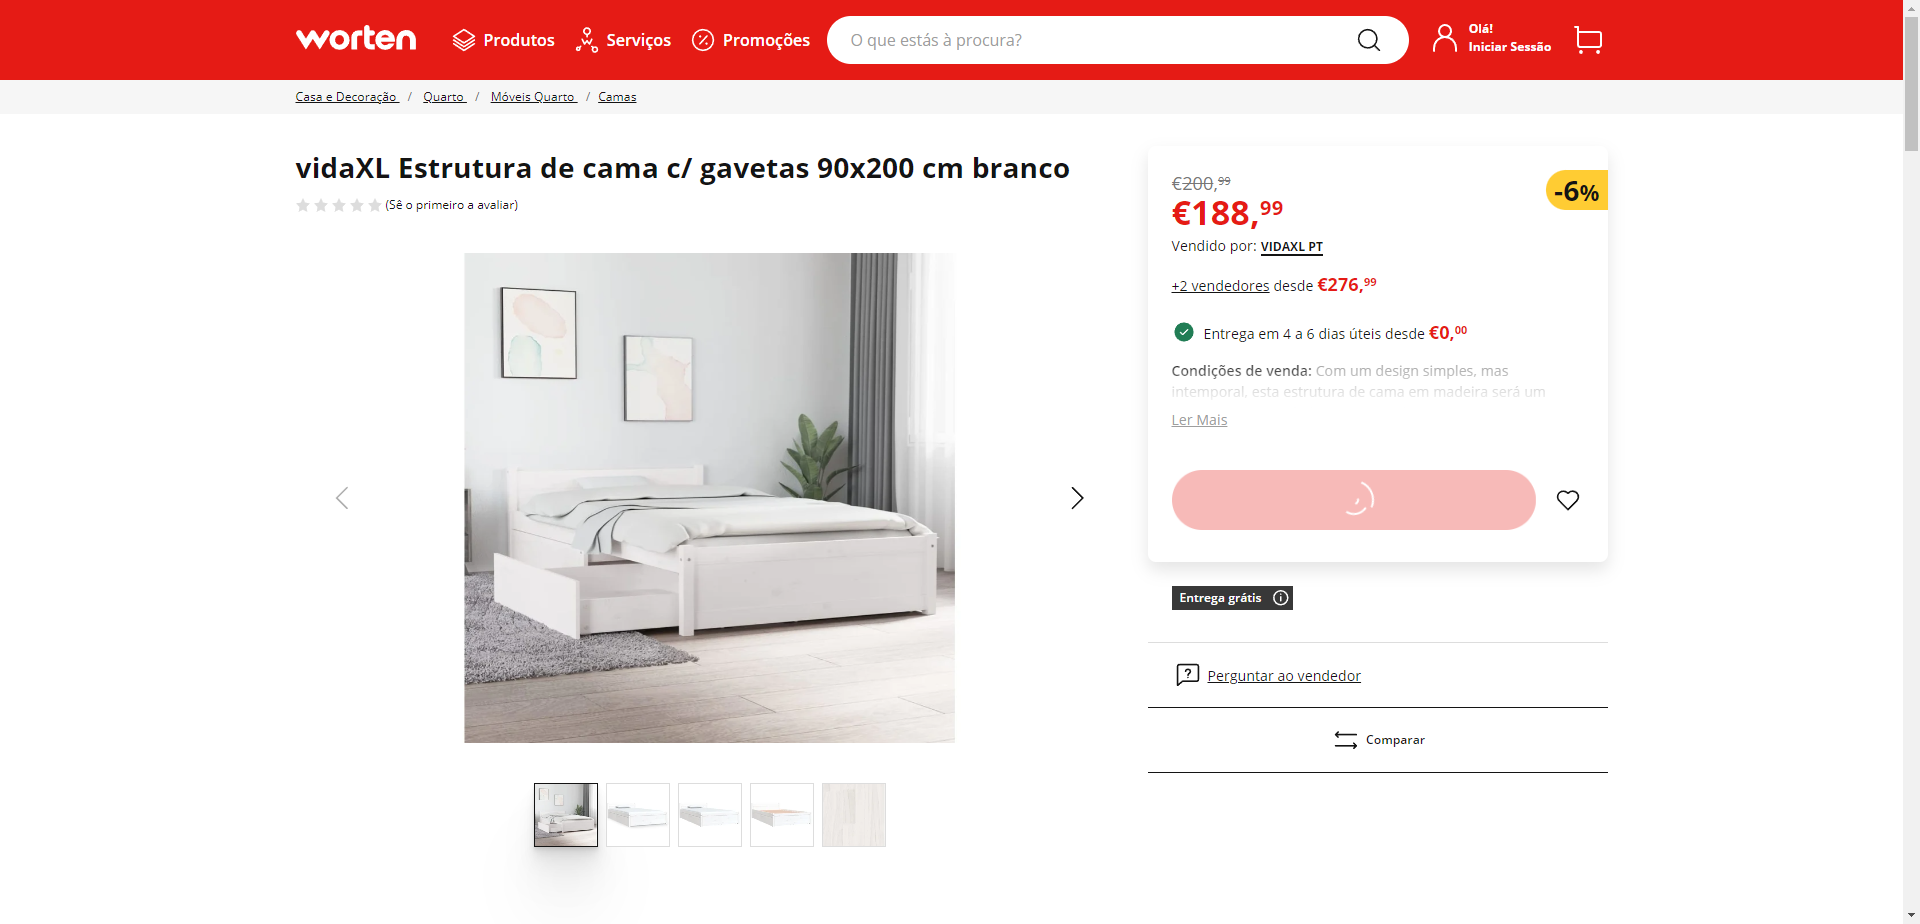 worten
Produtos
Serviços
Promoções
O que estás à procura?
Olá!
Iniciar Sessão
Casa e Decoração / Quarto / Móveis Quarto / Camas
vidaXL Estrutura de cama c/ gavetas 90x200 cm branco
(Sê o primeiro a avaliar)
€200,99
-6%
€188,99
Vendido por: VIDAXL PT
+2 vendedores desde €276,99
Entrega em 4 a 6 dias úteis desde €0,00
Condições de venda: Com um design simples, mas
intemporal, esta estrutura de cama em madeira será um
Ler Mais
Entrega grátis
Perguntar ao vendedor
Comparar